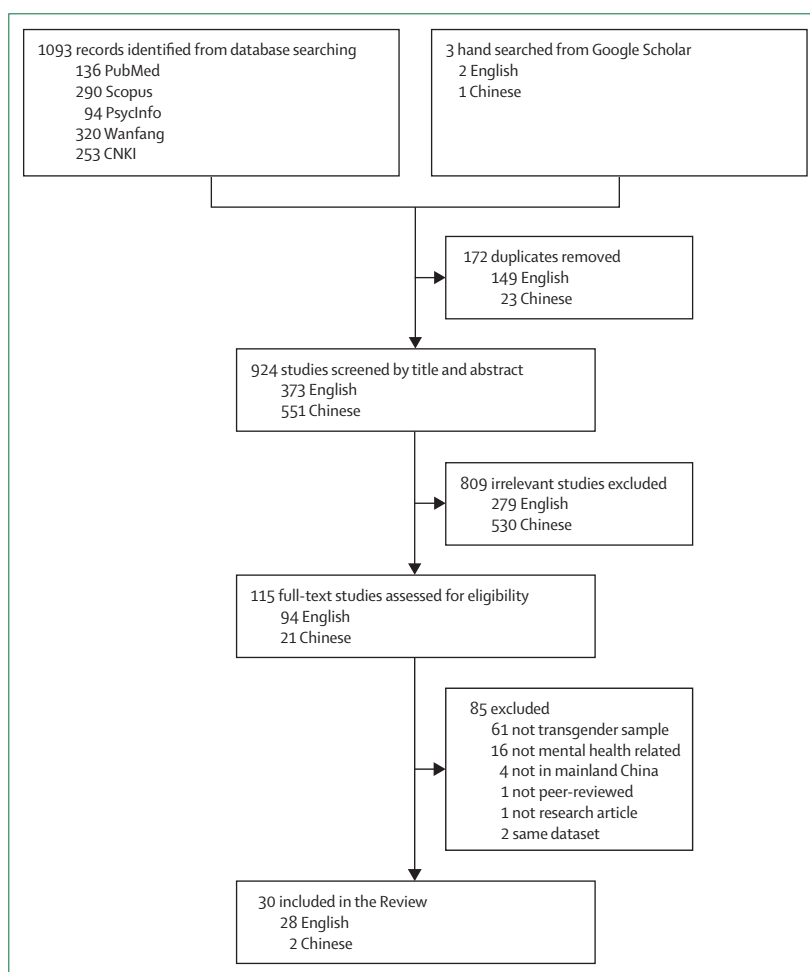 1093 records identified from database searching
136 PubMed
290 Scopus
94 PsycInfo
320 Wanfang
253 CNKI
3 hand searched from Google Scholar
2 English
1 Chinese
172 duplicates removed
149 English
23 Chinese
924 studies screened by title and abstract
373 English
551 Chinese
809 irrelevant studies excluded
279 English
530 Chinese
115 full-text studies assessed for eligibility
94 English
21 Chinese
85 excluded
61 not transgender sample
16 not mental health related
4 not in mainland China
1 not peer-reviewed
1 not research article
2 same dataset
30 included in the Review
28 English
2 Chinese